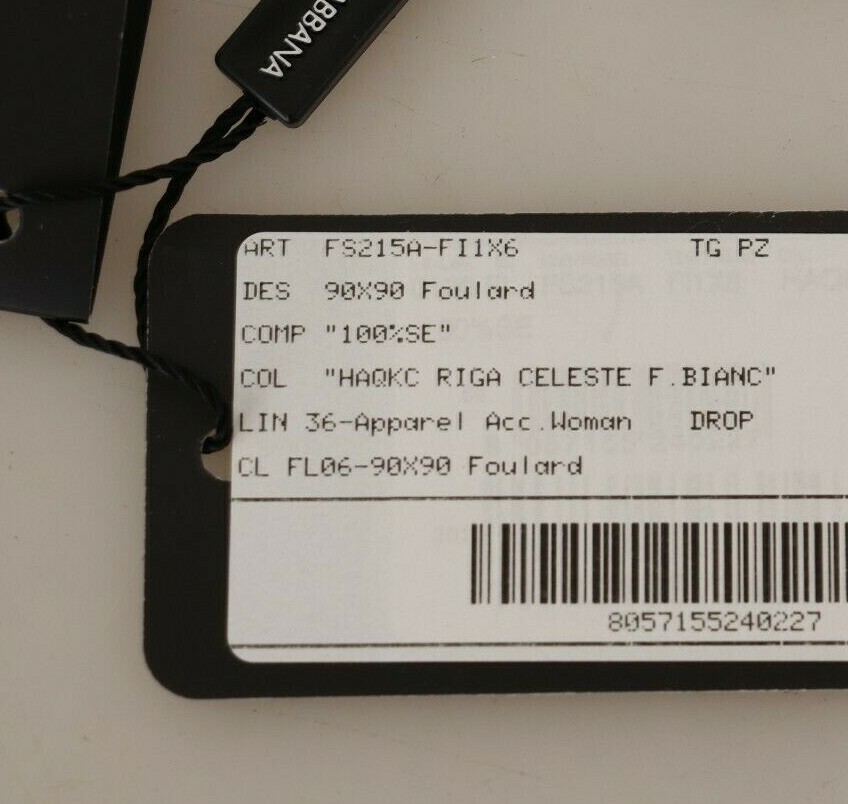 ABBANA
ART FS215A-FI1X6 TG PZ
DES 90X90 Foulard
COMP "100%SE"
COL "HAQKC RIGA CELESTE F.BIANC"
LIN 36-Apparel Acc.Woman DROP
CL FL06-90X90 Foulard
8057155240227